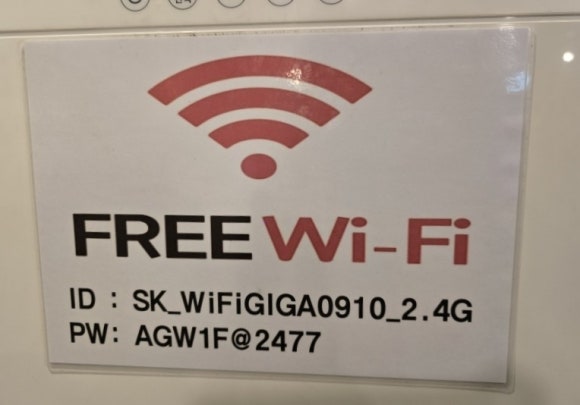 FREE Wi-Fi
ID : SK_WiFiGIGA0910_2.4G
PW: AGW1F@2477